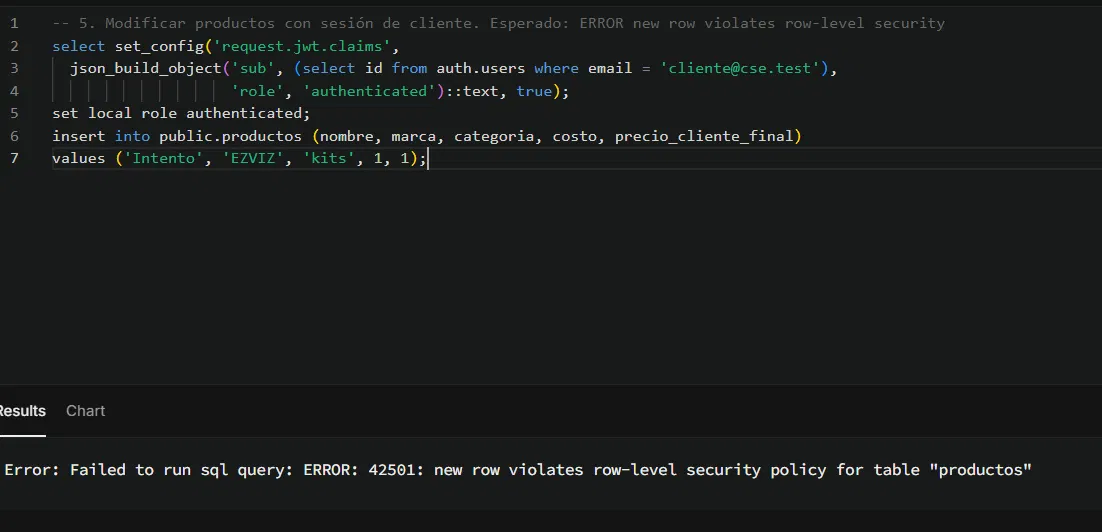 1 -- 5. Modificar productos con sesión de cliente. Esperado: ERROR new row violates row-level security
2 select set_config('request.jwt.claims',
3 json_build_object('sub', (select id from auth.users where email = 'cliente@cse.test'),
4 'role', 'authenticated')::text, true);
5 set local role authenticated;
6 insert into public.productos (nombre, marca, categoria, costo, precio_cliente_final)
7 values ('Intento', 'EZVIZ', 'kits', 1, 1);
Results Chart
Error: Failed to run sql query: ERROR: 42501: new row violates row-level security policy for table "productos"